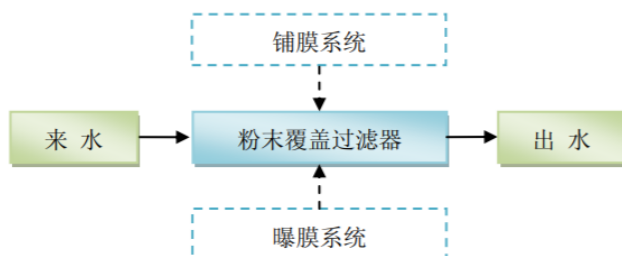 铺膜系统
来 水
粉末覆盖过滤器
出 水
曝膜系统